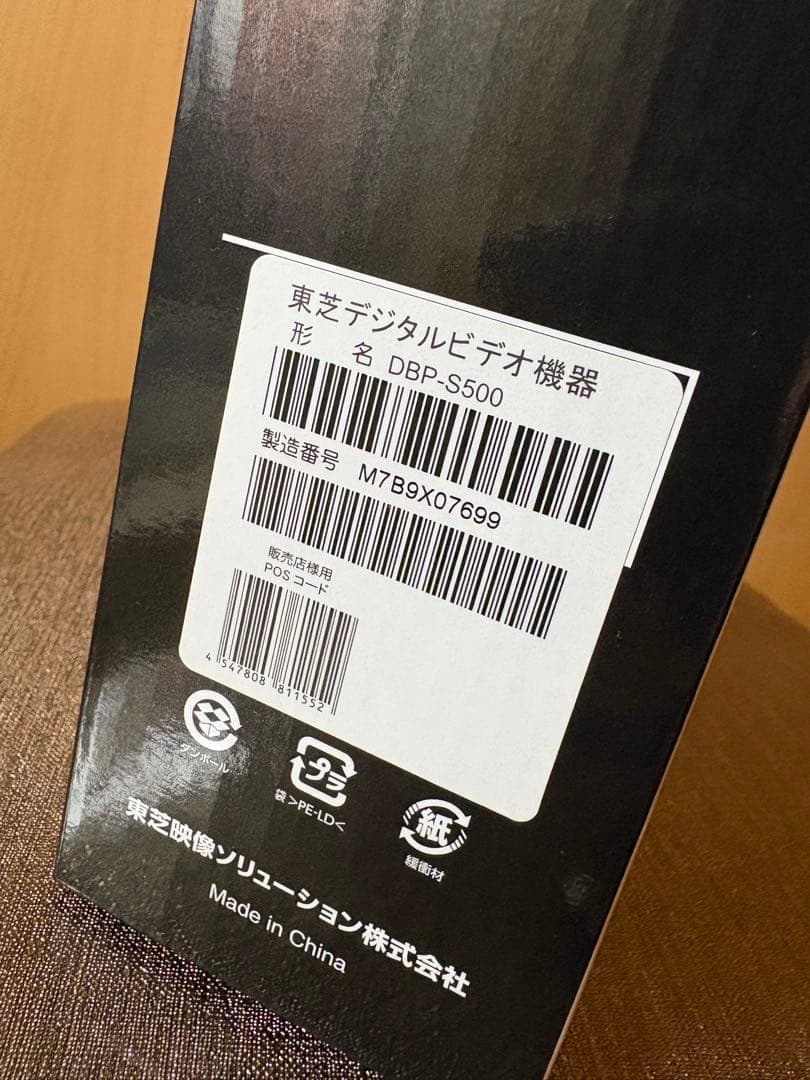 東芝デジタルビデオ機器
形 名 DBP-S500
製造番号 M7B9X07699
販売店様用
POS コード
4 547808 811552
ダンボール
プラ
袋>PE-LD<
紙
緩衝材
東芝映像ソリューション株式会社
Made in China